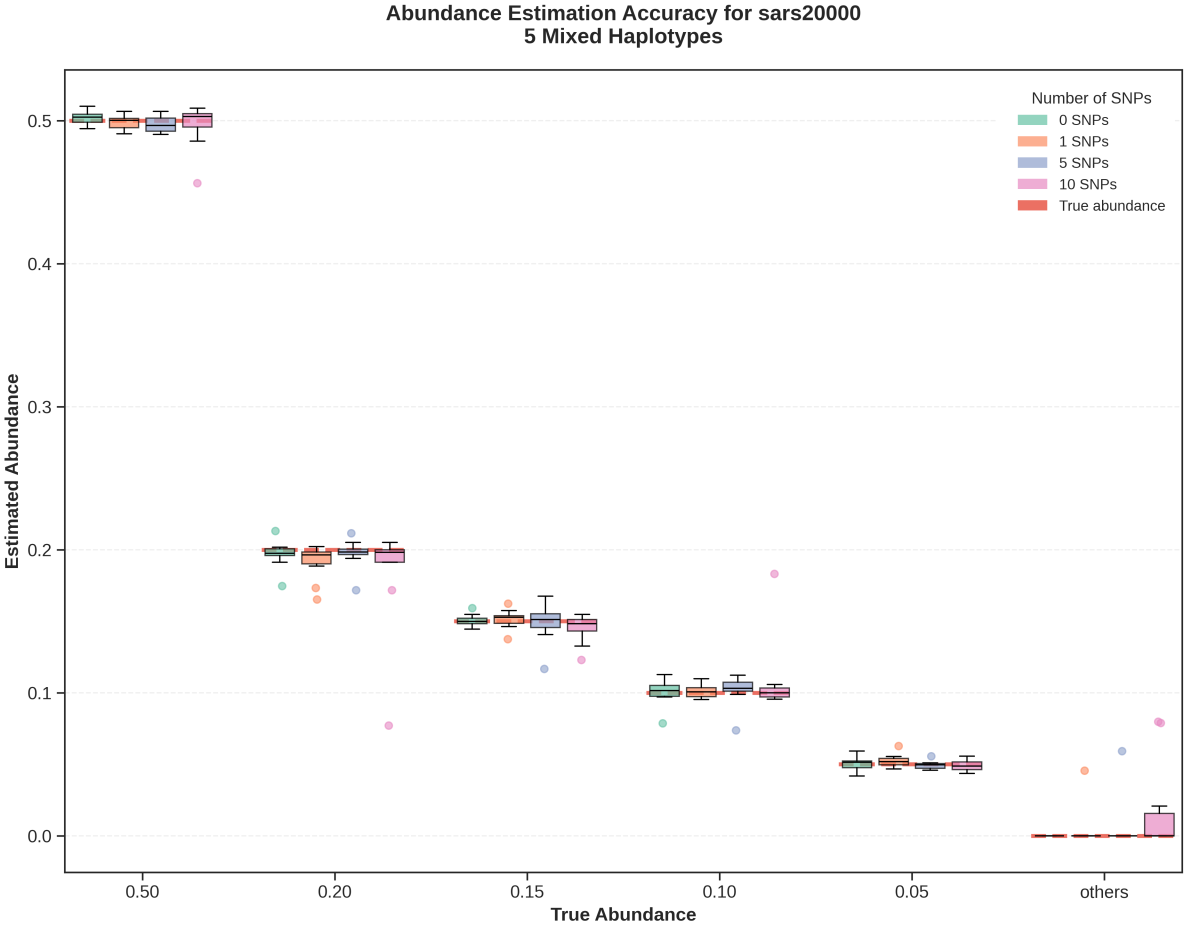 Abundance Estimation Accuracy for sars20000
5 Mixed Haplotypes
Number of SNPs
0 SNPs
1 SNPs
5 SNPs
10 SNPs
True abundance
Estimated Abundance
0.5
0.4
0.3
0.2
0.1
0.0
0.50 0.20 0.15 0.10 0.05 others
True Abundance